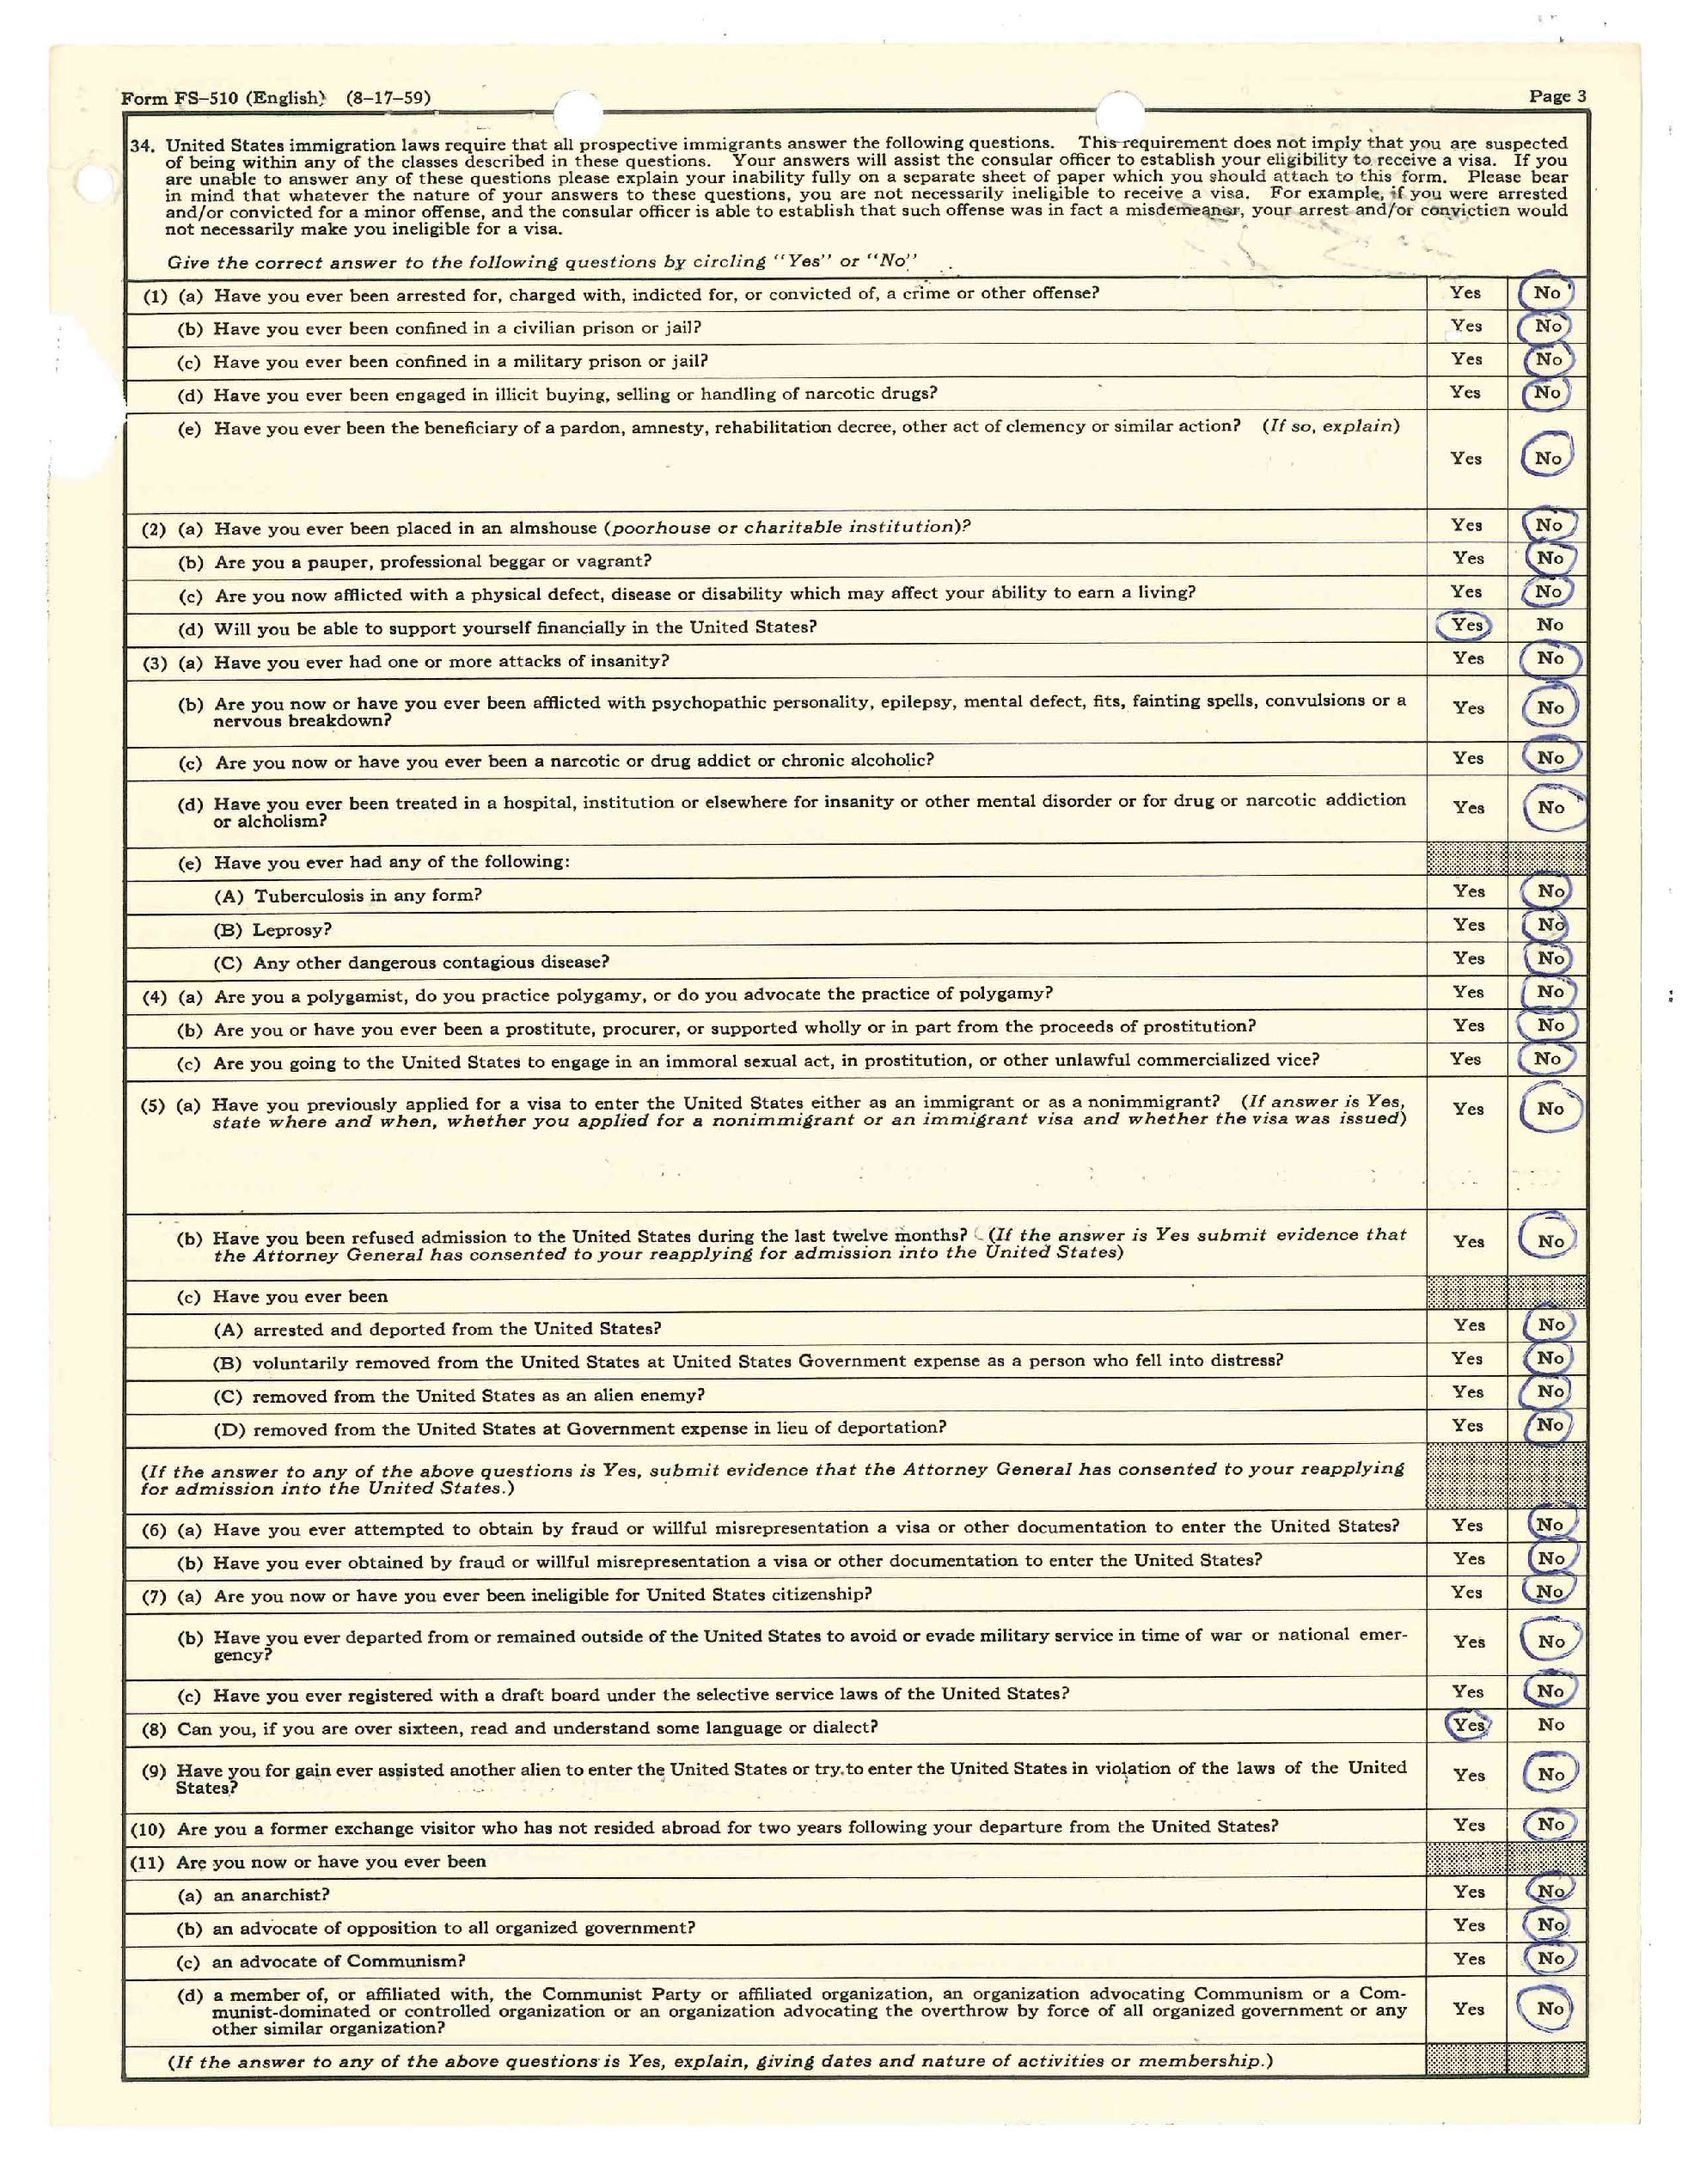 Form FS-510 (English) (8-17-59) Page 3
34. United States immigration laws require that all prospective immigrants answer the following questions. This requirement does not imply that you are suspected
of being within any of the classes described in these questions. Your answers will assist the consular officer to establish your eligibility to receive a visa. If you
are unable to answer any of these questions please explain your inability fully on a separate sheet of paper which you should attach to this form. Please bear
in mind that whatever the nature of your answers to these questions, you are not necessarily ineligible to receive a visa. For example, if you were arrested
and/or convicted for a minor offense, and the consular officer is able to establish that such offense was in fact a misdemeanor, your arrest and/or conviction would
not necessarily make you ineligible for a visa.
Give the correct answer to the following questions by circling "Yes" or "No"
(1) (a) Have you ever been arrested for, charged with, indicted for, or convicted of, a crime or other offense? Yes No
(b) Have you ever been confined in a civilian prison or jail? Yes No
(c) Have you ever been confined in a military prison or jail? Yes No
(d) Have you ever been engaged in illicit buying, selling or handling of narcotic drugs? Yes No
(e) Have you ever been the beneficiary of a pardon, amnesty, rehabilitation decree, other act of clemency or similar action? (If so, explain)
Yes No
(2) (a) Have you ever been placed in an almshouse (poorhouse or charitable institution)? Yes No
(b) Are you a pauper, professional beggar or vagrant? Yes No
(c) Are you now afflicted with a physical defect, disease or disability which may affect your ability to earn a living? Yes No
(d) Will you be able to support yourself financially in the United States? Yes No
(3) (a) Have you ever had one or more attacks of insanity? Yes No
(b) Are you now or have you ever been afflicted with psychopathic personality, epilepsy, mental defect, fits, fainting spells, convulsions or a
nervous breakdown? Yes No
(c) Are you now or have you ever been a narcotic or drug addict or chronic alcoholic? Yes No
(d) Have you ever been treated in a hospital, institution or elsewhere for insanity or other mental disorder or for drug or narcotic addiction
or alcholism? Yes No
(e) Have you ever had any of the following:
(A) Tuberculosis in any form? Yes No
(B) Leprosy? Yes No
(C) Any other dangerous contagious disease? Yes No
(4) (a) Are you a polygamist, do you practice polygamy, or do you advocate the practice of polygamy? Yes No
(b) Are you or have you ever been a prostitute, procurer, or supported wholly or in part from the proceeds of prostitution? Yes No
(c) Are you going to the United States to engage in an immoral sexual act, in prostitution, or other unlawful commercialized vice? Yes No
(5) (a) Have you previously applied for a visa to enter the United States either as an immigrant or as a nonimmigrant? (If answer is Yes,
state where and when, whether you applied for a nonimmigrant or an immigrant visa and whether the visa was issued) Yes No
(b) Have you been refused admission to the United States during the last twelve months? (If the answer is Yes submit evidence that
the Attorney General has consented to your reapplying for admission into the United States) Yes No
(c) Have you ever been
(A) arrested and deported from the United States? Yes No
(B) voluntarily removed from the United States at United States Government expense as a person who fell into distress? Yes No
(C) removed from the United States as an alien enemy? Yes No
(D) removed from the United States at Government expense in lieu of deportation? Yes No
(If the answer to any of the above questions is Yes, submit evidence that the Attorney General has consented to your reapplying
for admission into the United States.)
(6) (a) Have you ever attempted to obtain by fraud or willful misrepresentation a visa or other documentation to enter the United States? Yes No
(b) Have you ever obtained by fraud or willful misrepresentation a visa or other documentation to enter the United States? Yes No
(7) (a) Are you now or have you ever been ineligible for United States citizenship? Yes No
(b) Have you ever departed from or remained outside of the United States to avoid or evade military service in time of war or national emer-
gency? Yes No
(c) Have you ever registered with a draft board under the selective service laws of the United States? Yes No
(8) Can you, if you are over sixteen, read and understand some language or dialect? Yes No
(9) Have you for gain ever assisted another alien to enter the United States or try to enter the United States in violation of the laws of the United
States? Yes No
(10) Are you a former exchange visitor who has not resided abroad for two years following your departure from the United States? Yes No
(11) Are you now or have you ever been
(a) an anarchist? Yes No
(b) an advocate of opposition to all organized government? Yes No
(c) an advocate of Communism? Yes No
(d) a member of, or affiliated with, the Communist Party or affiliated organization, an organization advocating Communism or a Com-
munist-dominated or controlled organization or an organization advocating the overthrow by force of all organized government or any
other similar organization? Yes No
(If the answer to any of the above questions is Yes, explain, giving dates and nature of activities or membership.)